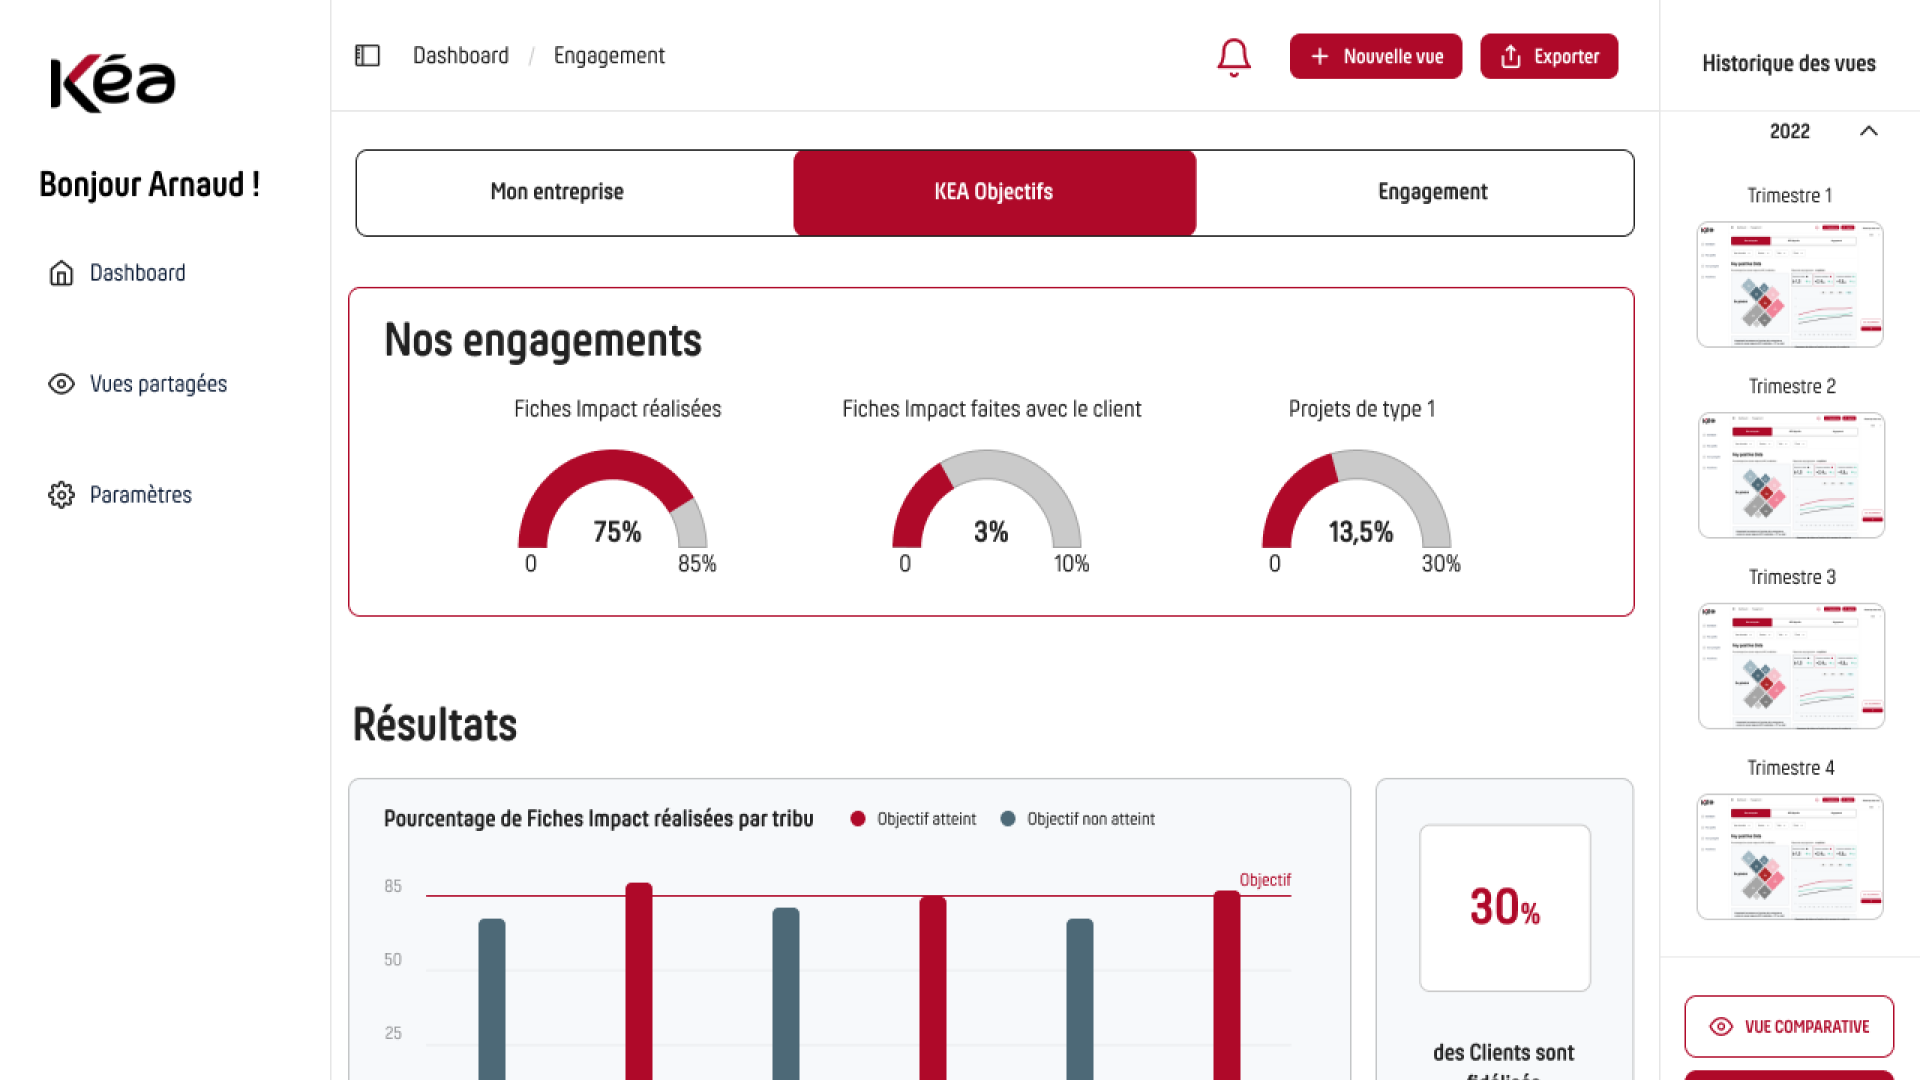 Kéa
Bonjour Arnaud !
Dashboard
Vues partagées
Paramètres
Dashboard / Engagement
Nouvelle vue
Exporter
Mon entreprise
KEA Objectifs
Engagement
Nos engagements
Fiches Impact réalisées
75%
0
85%
Fiches Impact faites avec le client
3%
0
10%
Projets de type 1
13,5%
0
30%
Résultats
Pourcentage de Fiches Impact réalisées par tribu
Objectif atteint
Objectif non atteint
Objectif
85
50
25
30%
des Clients sont
fidélisés
Historique des vues
2022
Trimestre 1
Trimestre 2
Trimestre 3
Trimestre 4
VUE COMPARATIVE